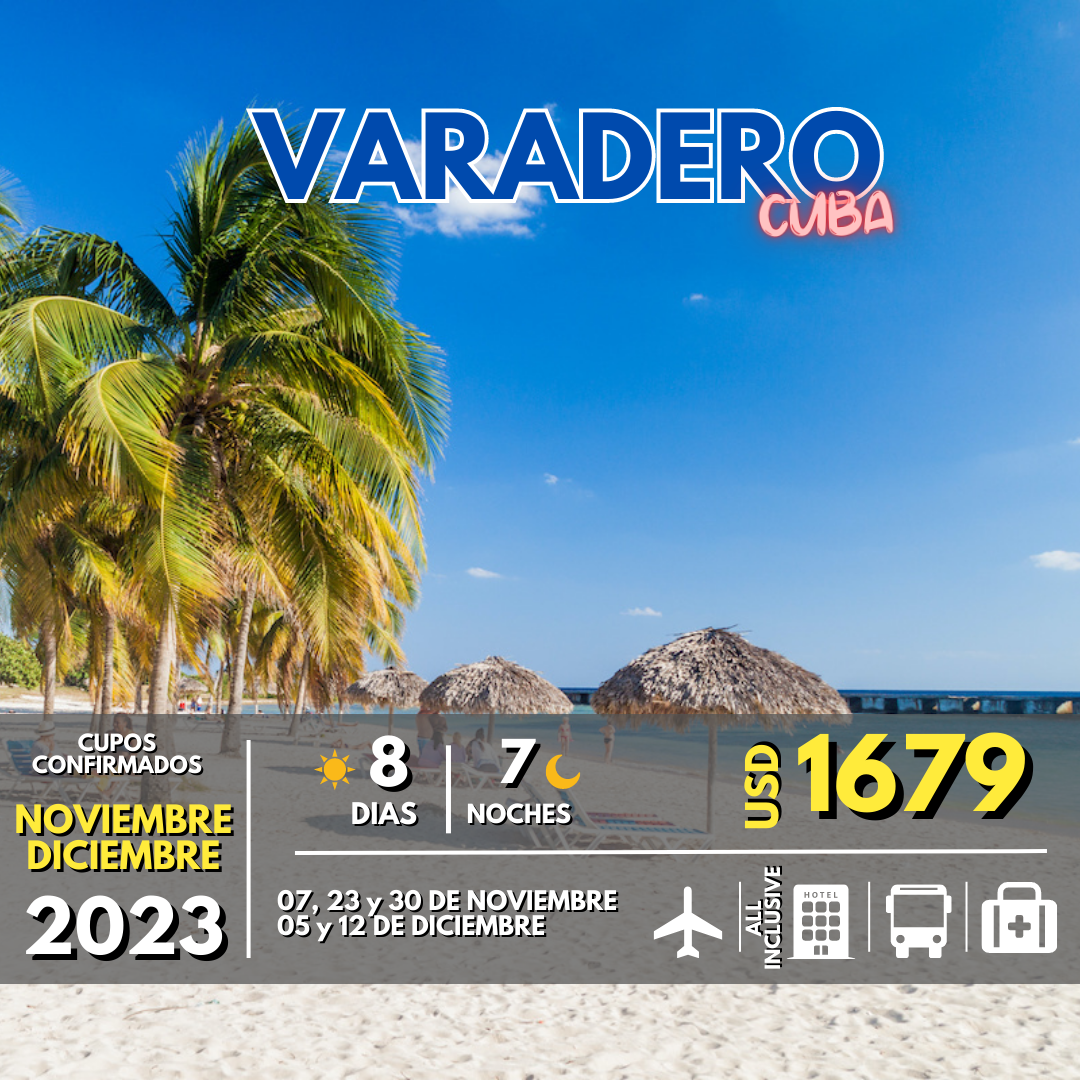 VARADERO
CUBA
CUPOS
CONFIRMADOS
NOVIEMBRE
DICIEMBRE
2023
8
DIAS
7
NOCHES
USD 1679
07, 23 y 30 DE NOVIEMBRE
05 y 12 DE DICIEMBRE
ALL
INCLUSIVE
HOTEL